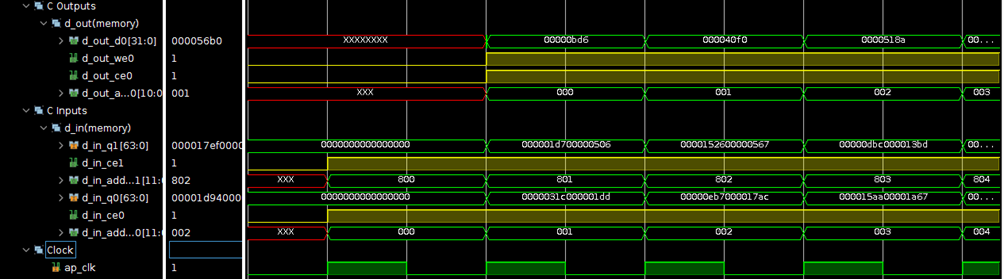 C Outputs
d_out(memory)
d_out_d0[31:0] 000056b0 XXXXXXXX 00000bd6 000040f0 0000518a 00...
d_out_we0 1
d_out_ce0 1
d_out_a...0[10:0 001 XXX 000 001 002 003
C Inputs
d_in(memory)
d_in_q1[63:0] 000017ef0000 0000000000000000 000001d700000506 0000152600000567 00000dbc000013bd 00...
d_in_ce1 1
d_in_add...1[11:0 802 XXX 800 801 802 803 804
d_in_q0[63:0] 00001d94000 0000000000000000 0000031c000001dd 00000eb7000017ac 000015aa00001a67 00...
d_in_ce0 1
d_in_add...0[11:0 002 XXX 000 001 002 003 004
Clock
ap_clk 1